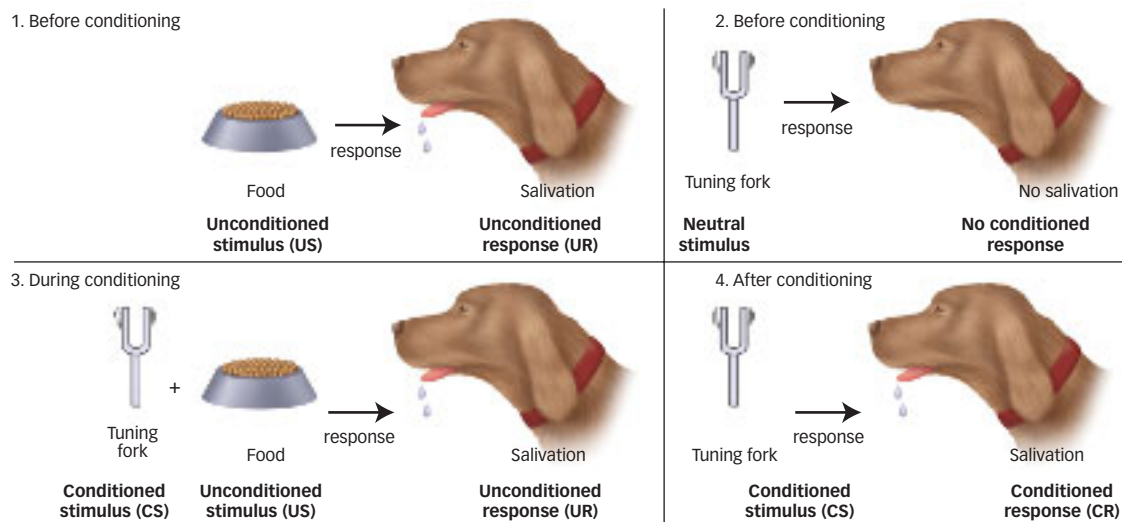 1. Before conditioning
response
Food
Salivation
Unconditioned
stimulus (US)
Unconditioned
response (UR)
2. Before conditioning
response
Tuning fork
No salivation
Neutral
stimulus
No conditioned
response
3. During conditioning
+
response
Tuning
fork
Food
Salivation
Conditioned
stimulus (CS)
Unconditioned
stimulus (US)
Unconditioned
response (UR)
4. After conditioning
response
Tuning fork
Salivation
Conditioned
stimulus (CS)
Conditioned
response (CR)